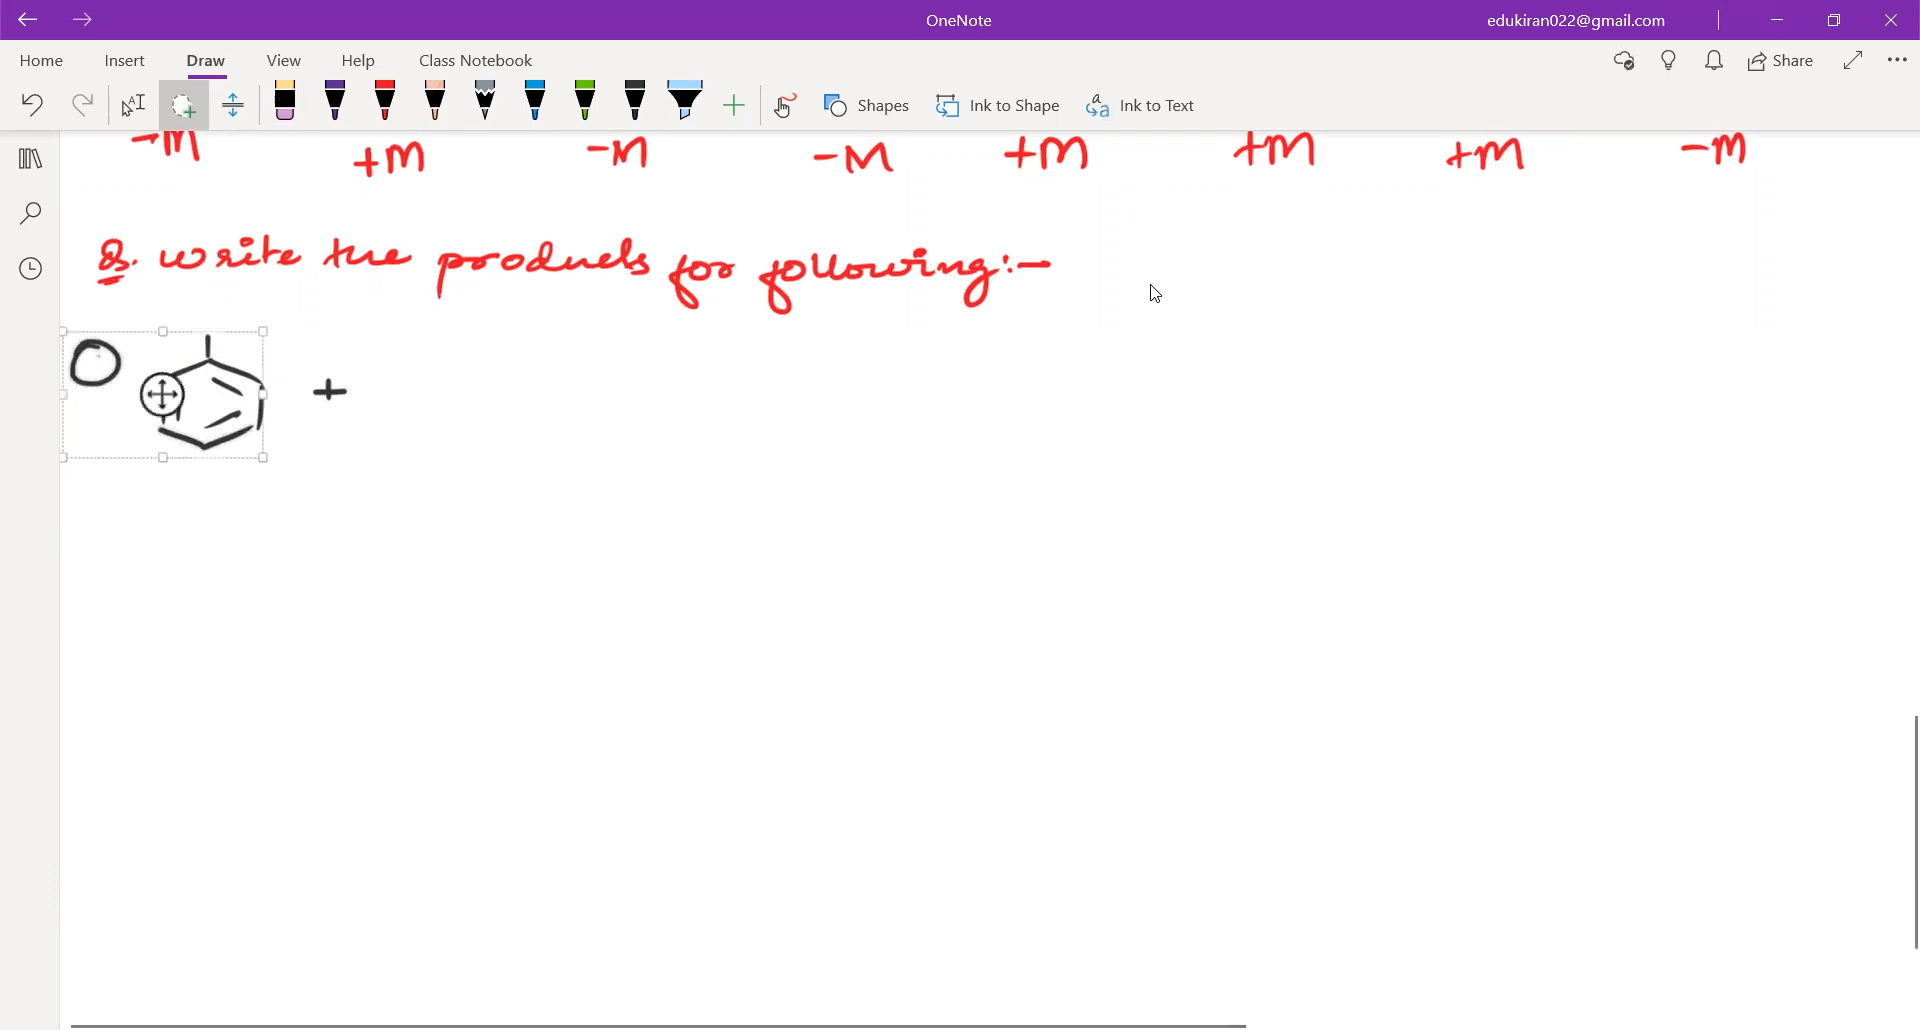 OneNote
edukiran022@gmail.com
Home Insert Draw View Help Class Notebook Share
Shapes Ink to Shape Ink to Text
-M +M -M -M +M +M +M -M
Q. write the products for following:-
+